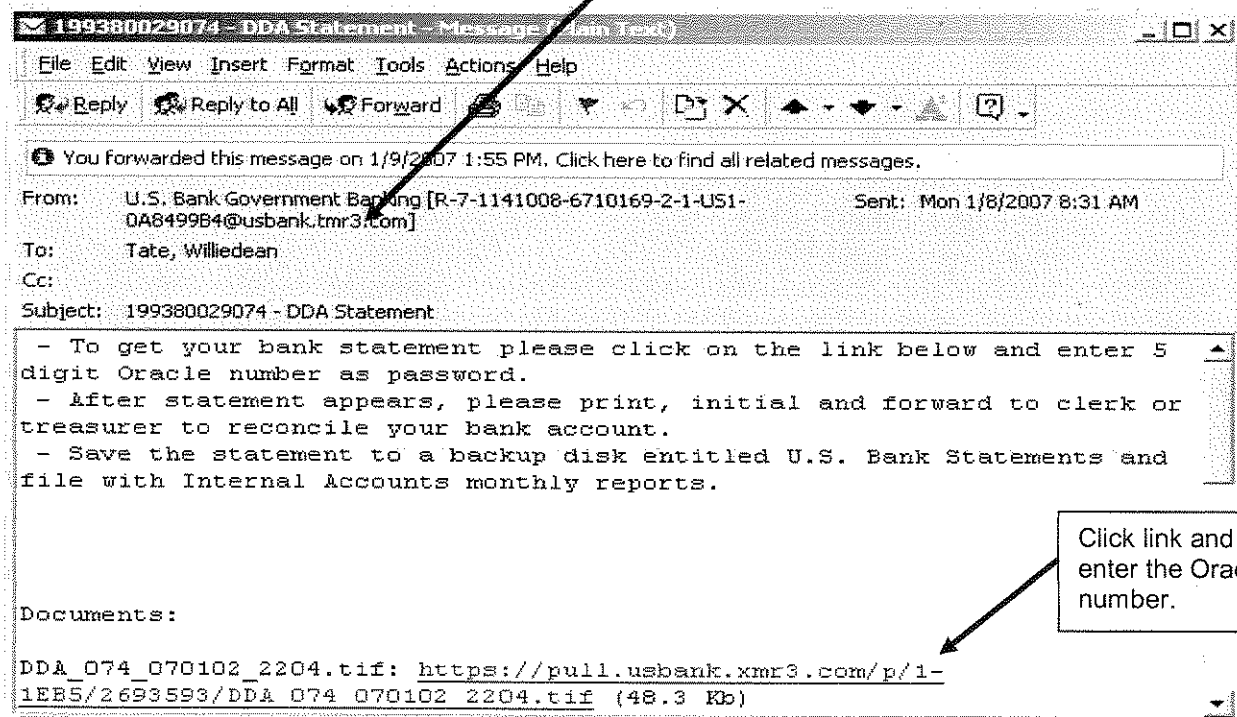 199380029074 - DDA Statement - Message (Plain Text)
File Edit View Insert Format Tools Actions Help
Reply Reply to All Forward
You forwarded this message on 1/9/2007 1:55 PM. Click here to find all related messages.
From: U.S. Bank Government Banking [R-7-1141008-6710169-2-1-US1- Sent: Mon 1/8/2007 8:31 AM
0A8499B4@usbank.tmr3.com]
To: Tate, Williedean
Cc:
Subject: 199380029074 - DDA Statement
- To get your bank statement please click on the link below and enter 5
digit Oracle number as password.
- After statement appears, please print, initial and forward to clerk or
treasurer to reconcile your bank account.
- Save the statement to a backup disk entitled U.S. Bank Statements and
file with Internal Accounts monthly reports.
Click link and
enter the Orac
number.
Documents:
DDA_074_070102_2204.tif: https://pull.usbank.xmr3.com/p/1-
1EB5/2693593/DDA_074_070102_2204.tif (48.3 Kb)